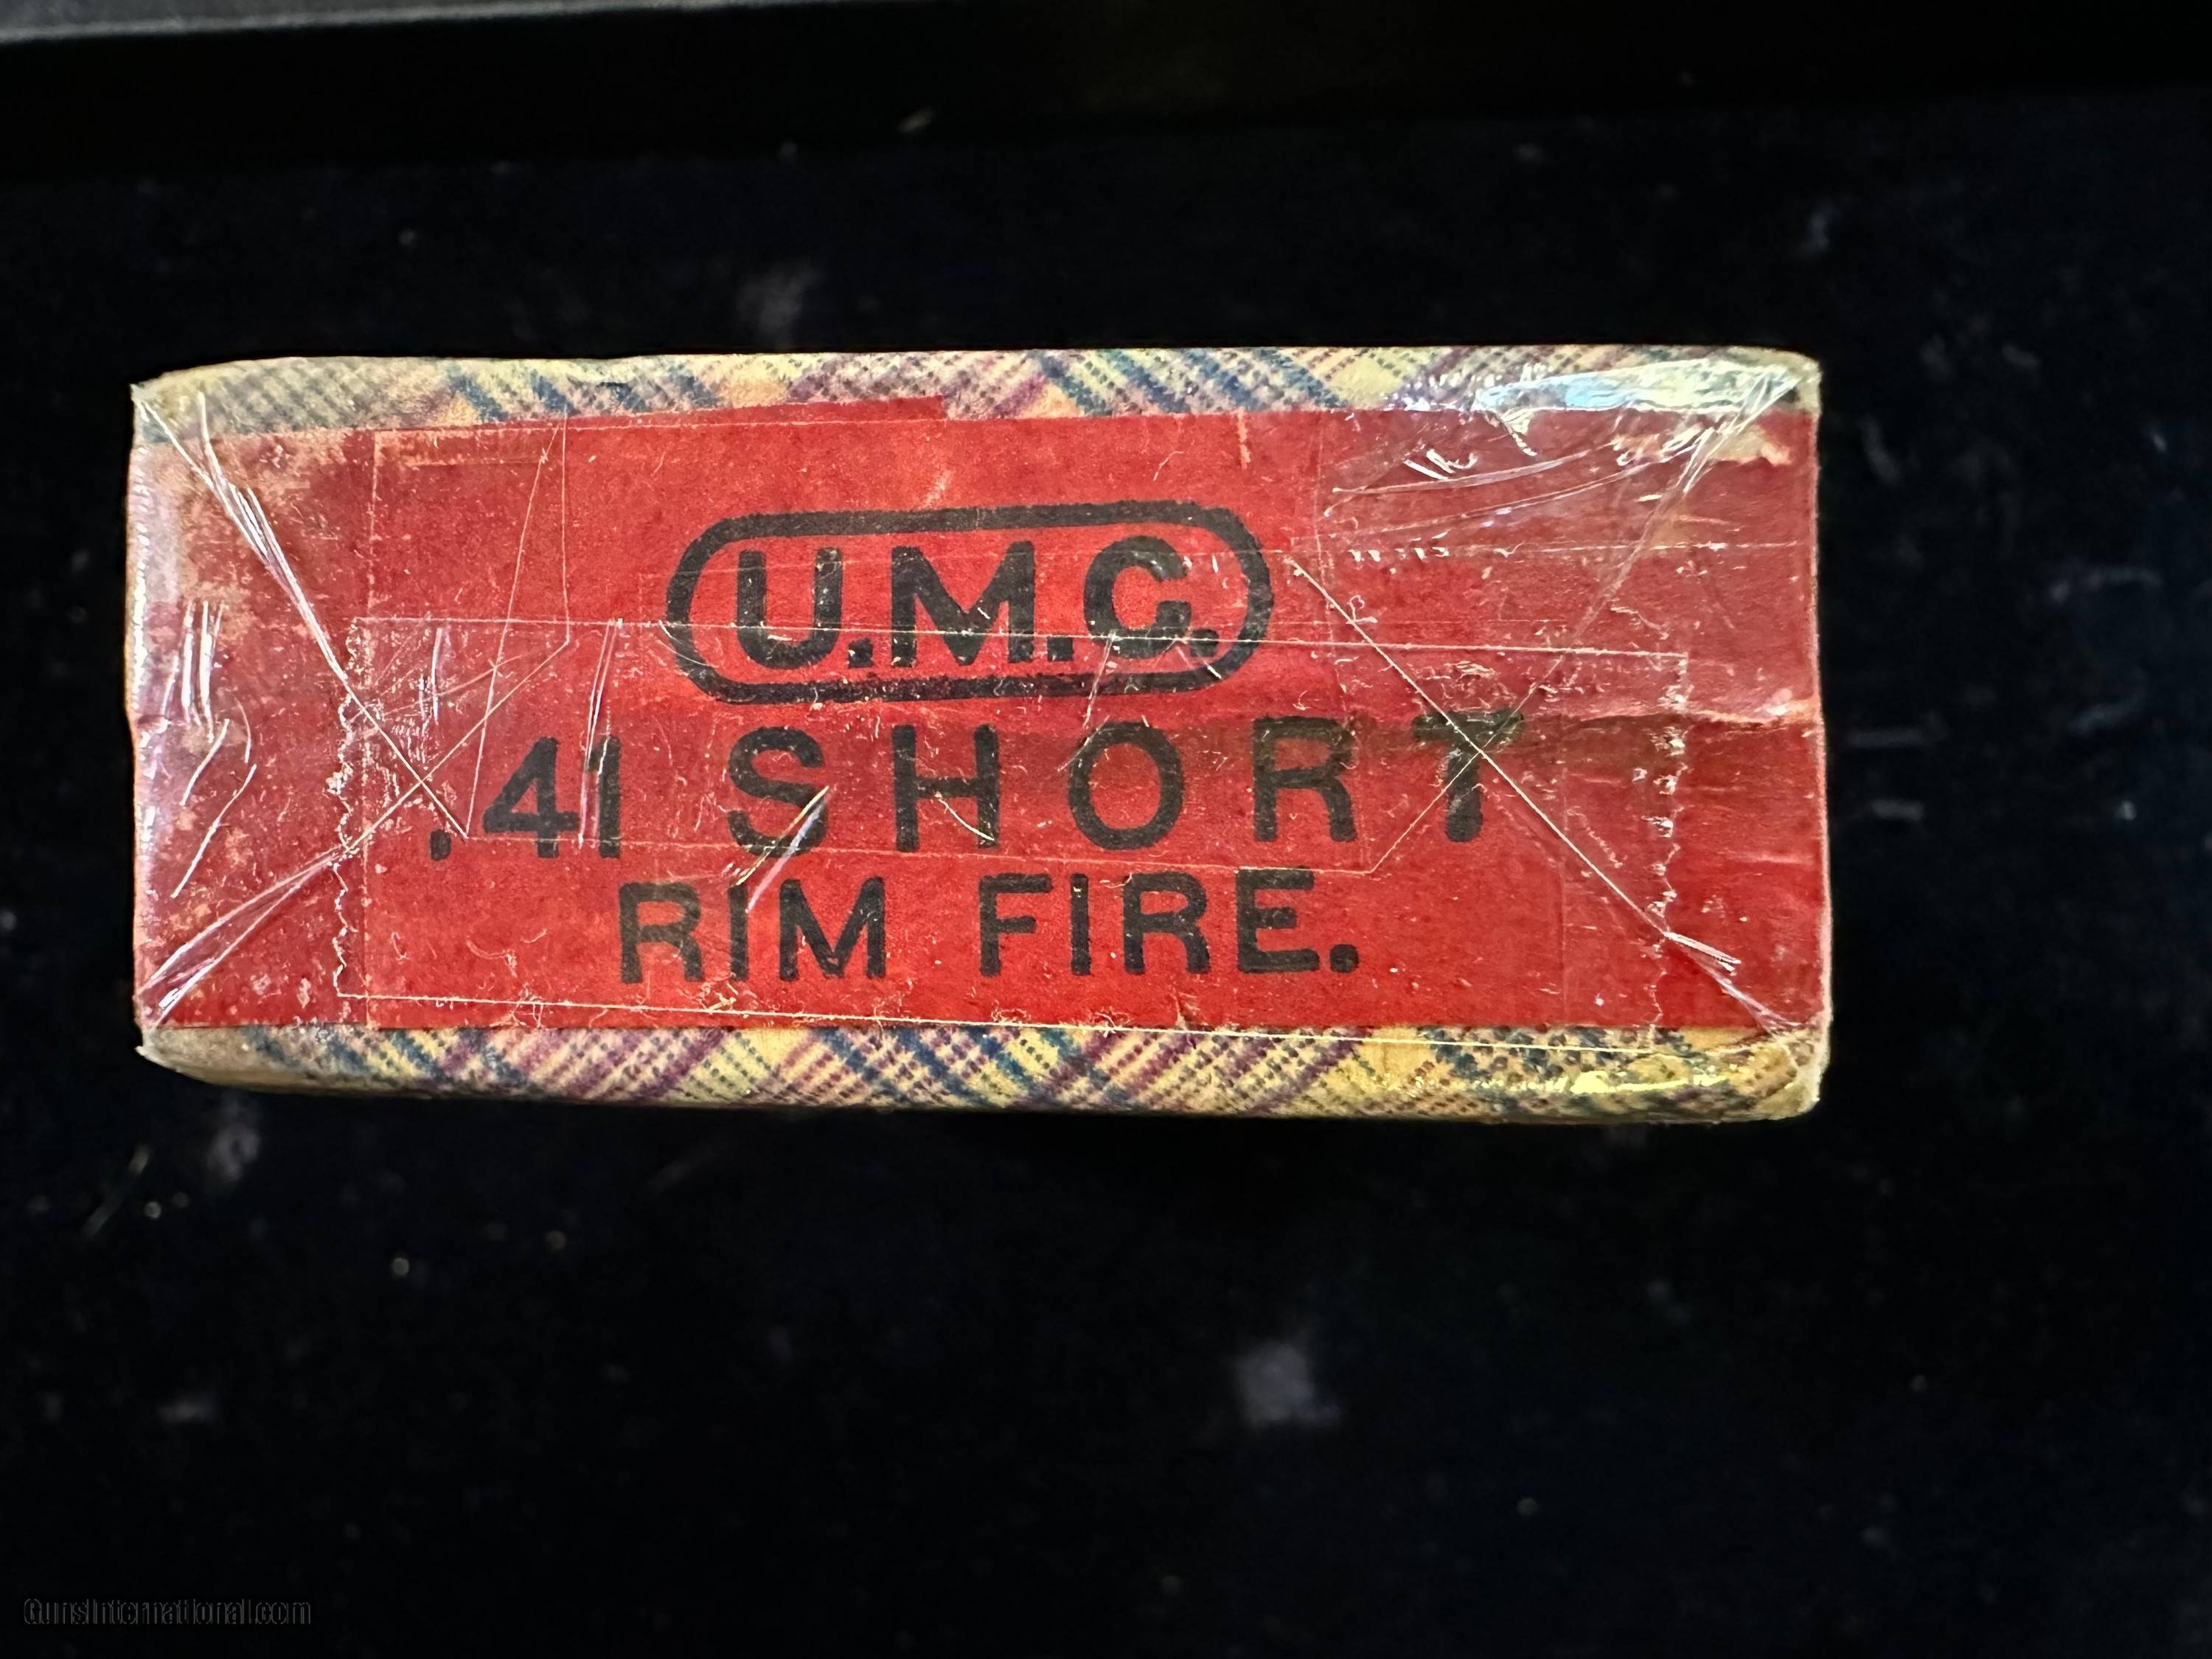 U.M.C.
.41 SHORT
RIM FIRE.
GunsInternational.com